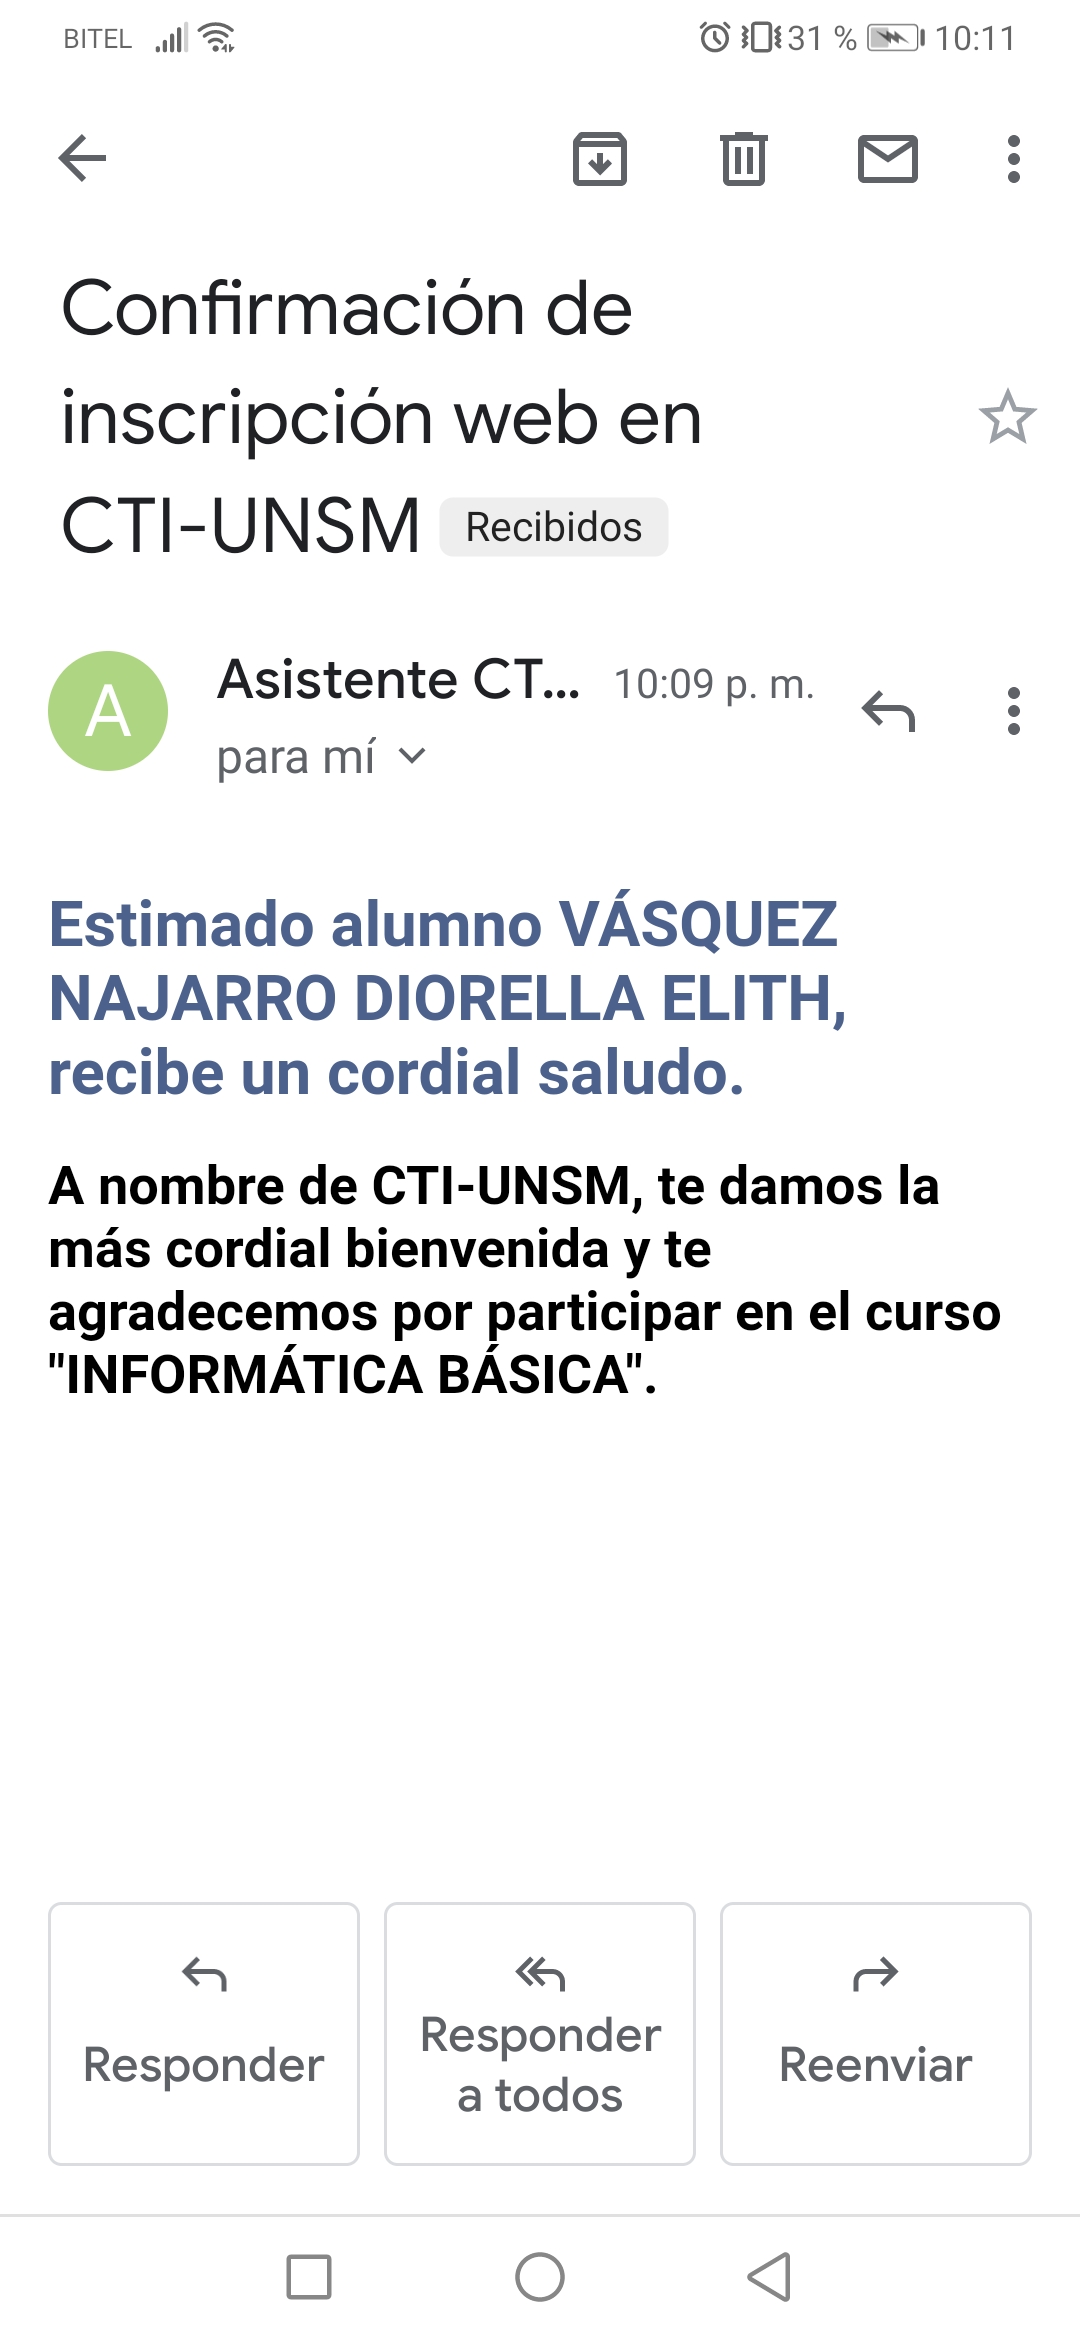 BITEL 31 % 10:11
Confirmación de
inscripción web en
CTI-UNSM Recibidos
A
Asistente CT... 10:09 p. m.
para mí
Estimado alumno VÁSQUEZ
NAJARRO DIORELLA ELITH,
recibe un cordial saludo.
A nombre de CTI-UNSM, te damos la
más cordial bienvenida y te
agradecemos por participar en el curso
"INFORMÁTICA BÁSICA".
Responder
Responder
a todos
Reenviar